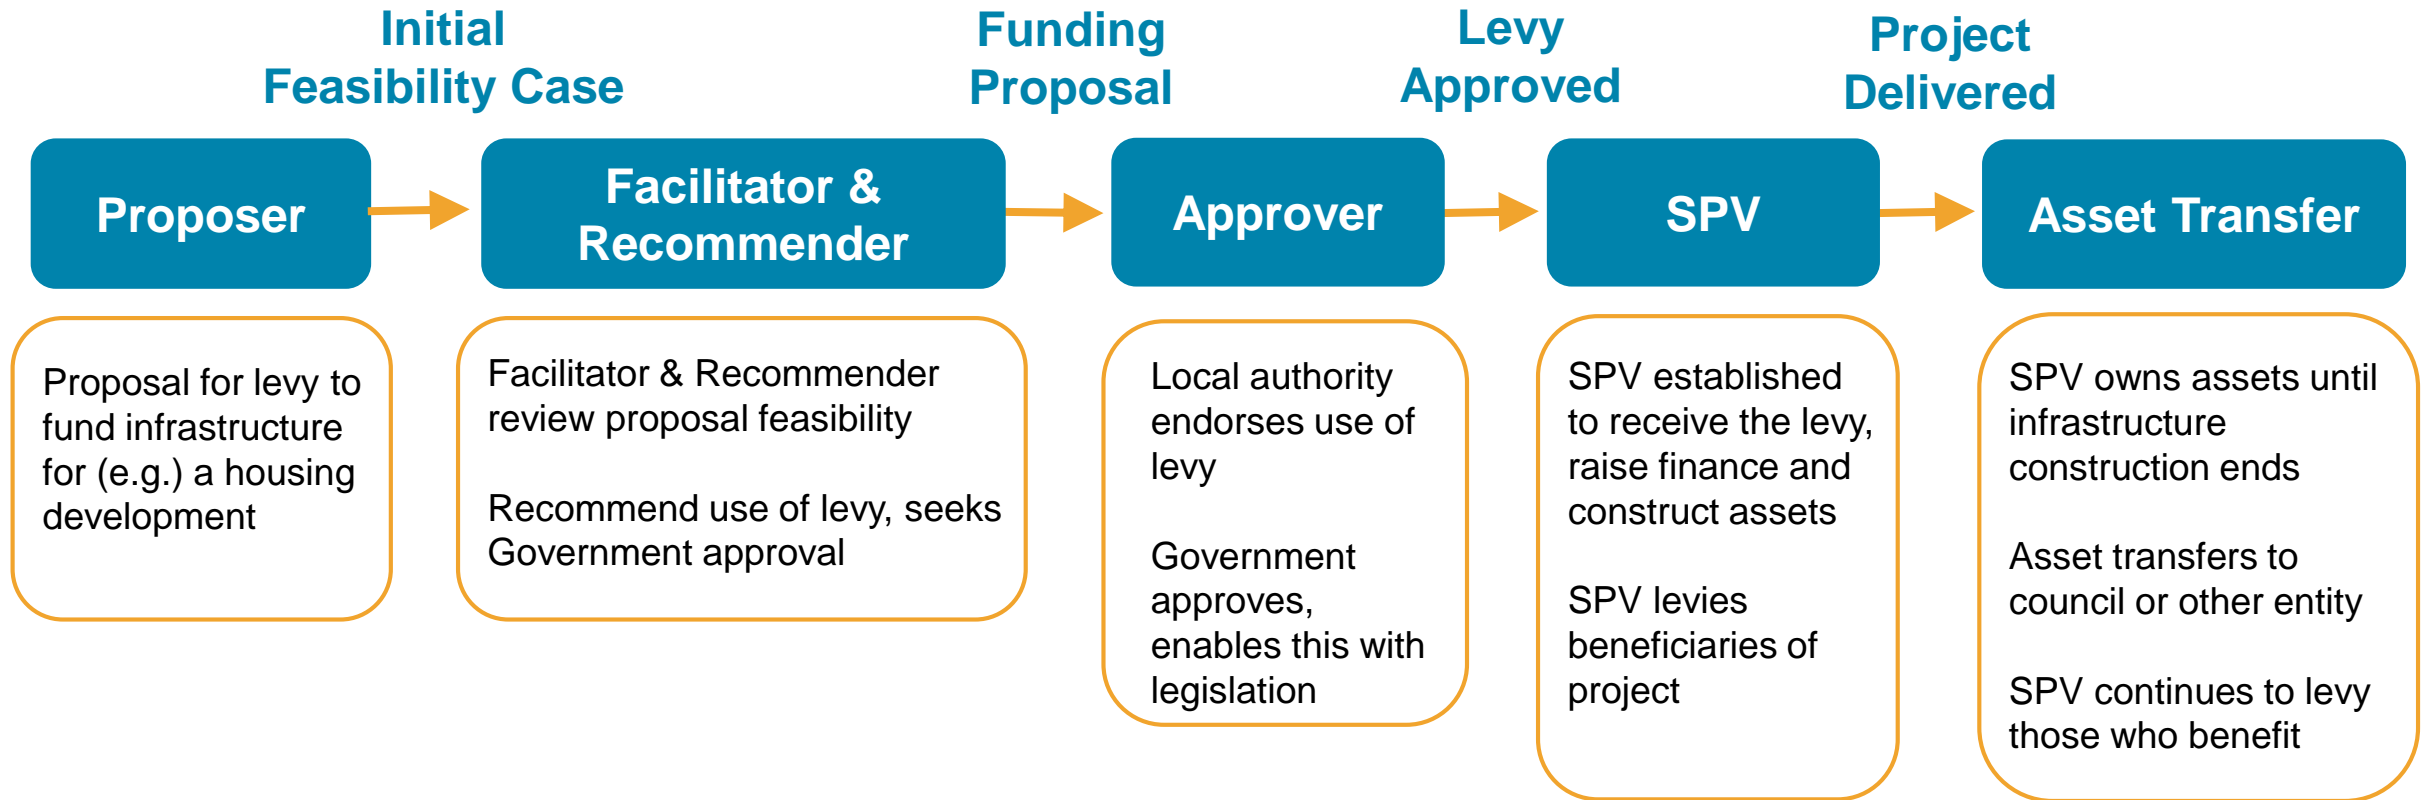 Initial
Feasibility Case
Funding
Proposal
Levy
Approved
Project
Delivered
Proposer
Facilitator &
Recommender
Approver
SPV
Asset Transfer
Proposal for levy to
fund infrastructure
for (e.g.) a housing
development
Facilitator & Recommender
review proposal feasibility
Recommend use of levy, seeks
Government approval
Local authority
endorses use of
levy
Government
approves,
enables this with
legislation
SPV established
to receive the levy,
raise finance and
construct assets
SPV levies
beneficiaries of
project
SPV owns assets until
infrastructure
construction ends
Asset transfers to
council or other entity
SPV continues to levy
those who benefit